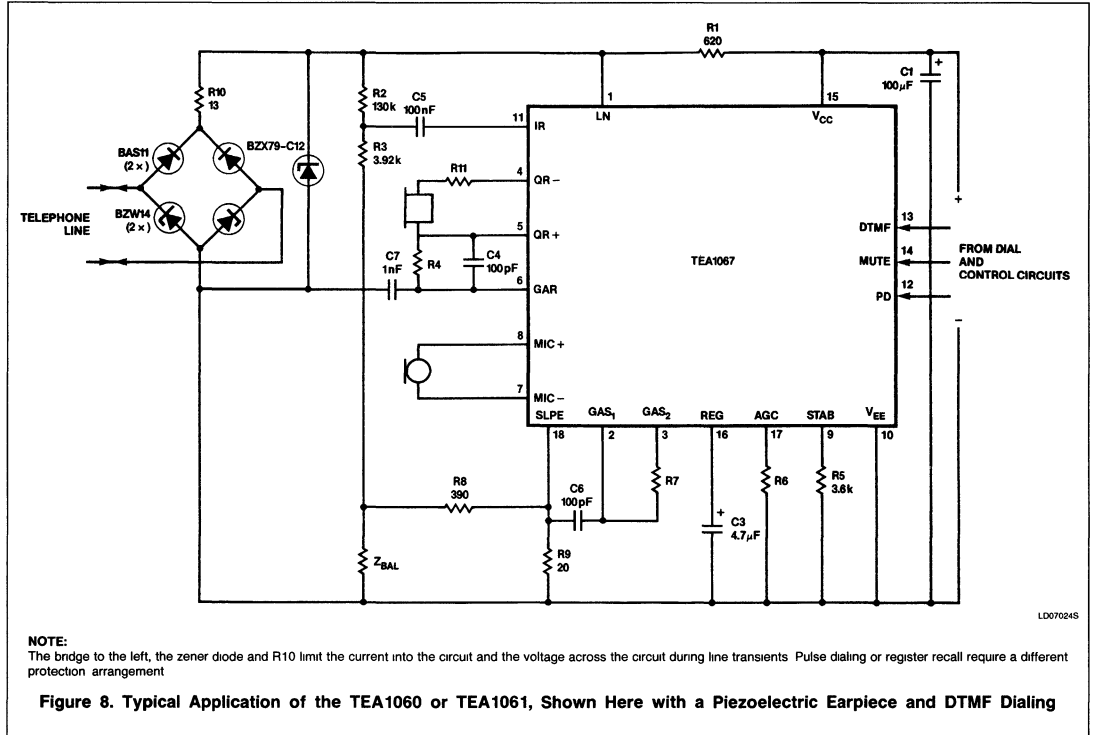 R1
620
R10
13
R2
130k
C5
100nF
11
IR
1
LN
15
VCC
C1
100μF
+
BAS11
(2 ×)
BZX79-C12
R3
3.92k
R11
4
QR −
TELEPHONE
LINE
BZW14
(2 ×)
5
QR +
C7
1nF
R4
C4
100pF
6
GAR
TEA1067
DTMF
13
MUTE
14
PD
12
+
FROM DIAL
AND
CONTROL CIRCUITS
−
8
MIC +
7
MIC −
SLPE
GAS1
GAS2
REG
AGC
STAB
VEE
18
2
3
16
17
9
10
R8
390
C6
100pF
R7
+
C3
4.7μF
R6
R5
3.6k
ZBAL
R9
20
LD07024S
NOTE:
The bridge to the left, the zener diode and R10 limit the current into the circuit and the voltage across the circuit during line transients Pulse dialing or register recall require a different
protection arrangement
Figure 8. Typical Application of the TEA1060 or TEA1061, Shown Here with a Piezoelectric Earpiece and DTMF Dialing